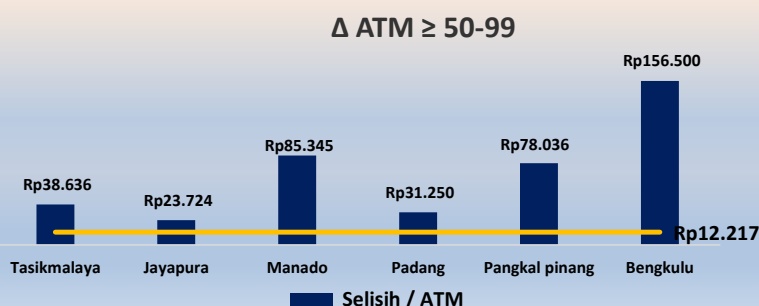 Δ ATM ≥ 50-99
Rp156.500
Rp85.345
Rp78.036
Rp38.636
Rp31.250
Rp23.724
Rp12.217
Tasikmalaya Jayapura Manado Padang Pangkal pinang Bengkulu
Selisih / ATM